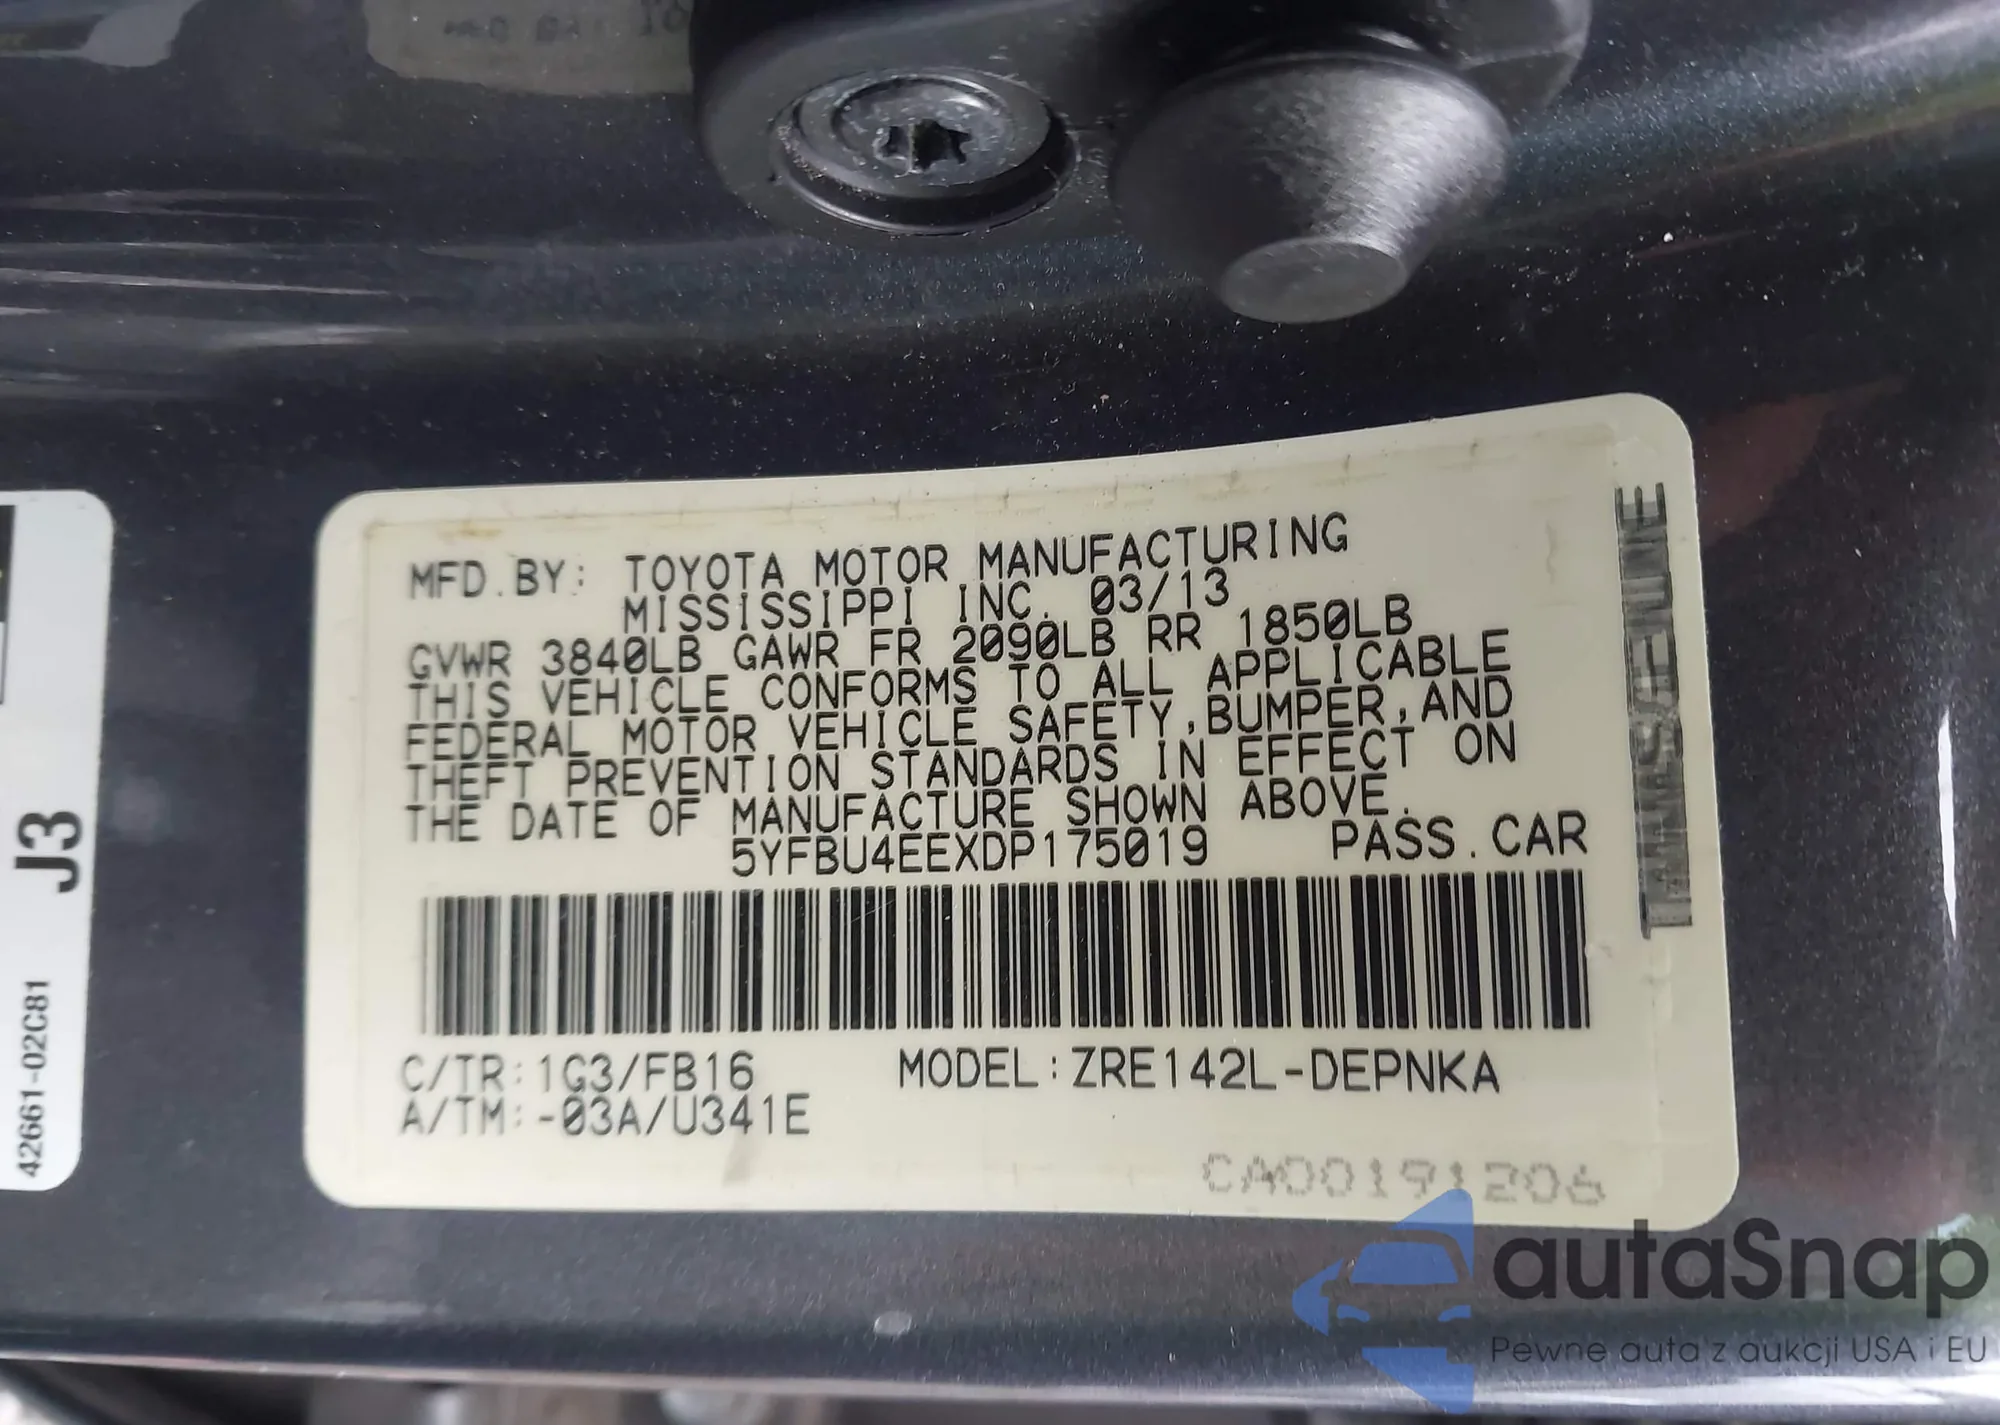 MFD.BY: TOYOTA MOTOR MANUFACTURING
MISSISSIPPI INC. 03/13
GVWR 3840LB GAWR FR 2090LB RR 1850LB
THIS VEHICLE CONFORMS TO ALL APPLICABLE
FEDERAL MOTOR VEHICLE SAFETY,BUMPER,AND
THEFT PREVENTION STANDARDS IN EFFECT ON
THE DATE OF MANUFACTURE SHOWN ABOVE.
5YFBU4EEXDP175019 PASS.CAR
C/TR:1G3/FB16 MODEL:ZRE142L-DEPNKA
A/TM:-03A/U341E
CA00191206
J3
42661-02C81
autaSnap
Pewne auta z aukcji USA i EU